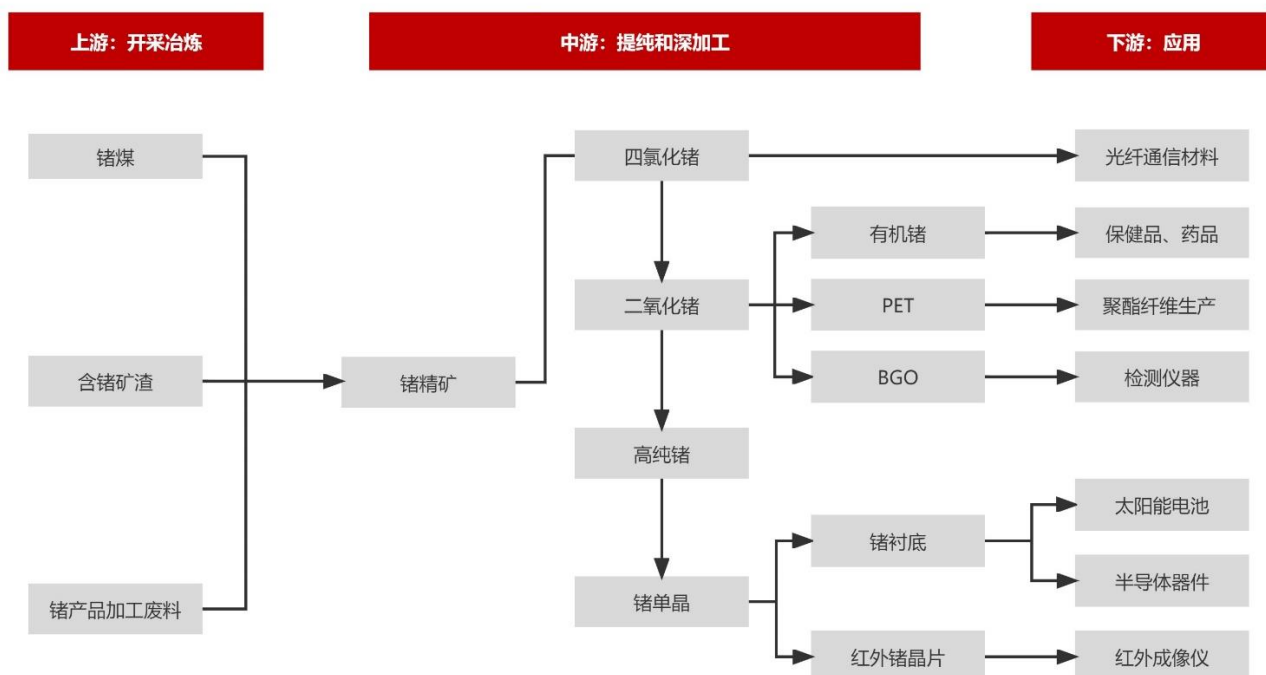 上游：开采冶炼
中游：提纯和深加工
下游：应用
锗煤
四氯化锗
光纤通信材料
有机锗
保健品、药品
二氧化锗
PET
聚酯纤维生产
含锗矿渣
锗精矿
BGO
检测仪器
高纯锗
太阳能电池
锗衬底
半导体器件
锗产品加工废料
锗单晶
红外锗晶片
红外成像仪